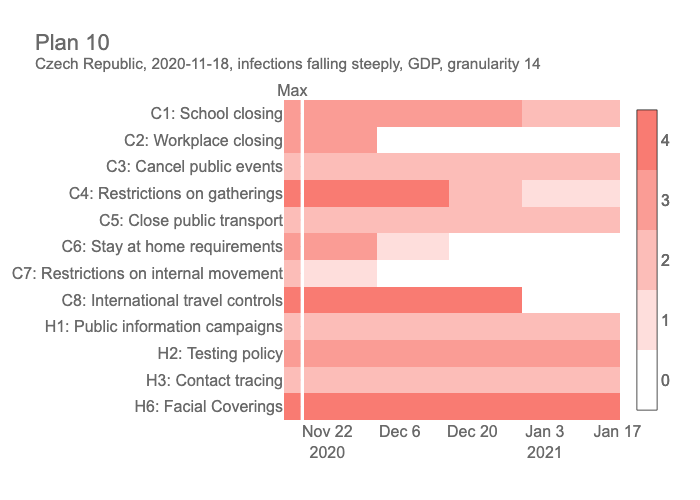 Plan 10
Czech Republic, 2020-11-18, infections falling steeply, GDP, granularity 14
Max
C1: School closing
C2: Workplace closing
C3: Cancel public events
C4: Restrictions on gatherings
C5: Close public transport
C6: Stay at home requirements
C7: Restrictions on internal movement
C8: International travel controls
H1: Public information campaigns
H2: Testing policy
H3: Contact tracing
H6: Facial Coverings
4
3
2
1
0
Nov 22 Dec 6 Dec 20 Jan 3 Jan 17
2020 2021